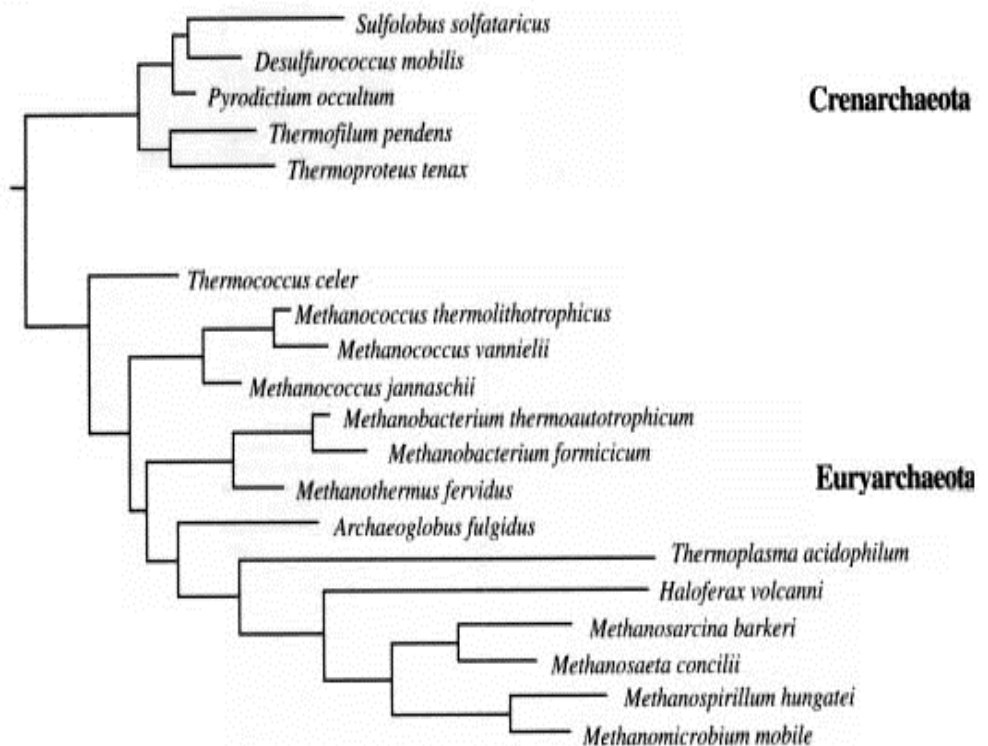 Sulfolobus solfataricus
Desulfurococcus mobilis
Pyrodictium occultum
Crenarchaeota
Thermofilum pendens
Thermoproteus tenax
Thermococcus celer
Methanococcus thermolithotrophicus
Methanococcus vannielii
Methanococcus jannaschii
Methanobacterium thermoautotrophicum
Methanobacterium formicicum
Euryarchaeota
Methanothermus fervidus
Archaeoglobus fulgidus
Thermoplasma acidophilum
Haloferax volcanni
Methanosarcina barkeri
Methanosaeta concilii
Methanospirillum hungatei
Methanomicrobium mobile